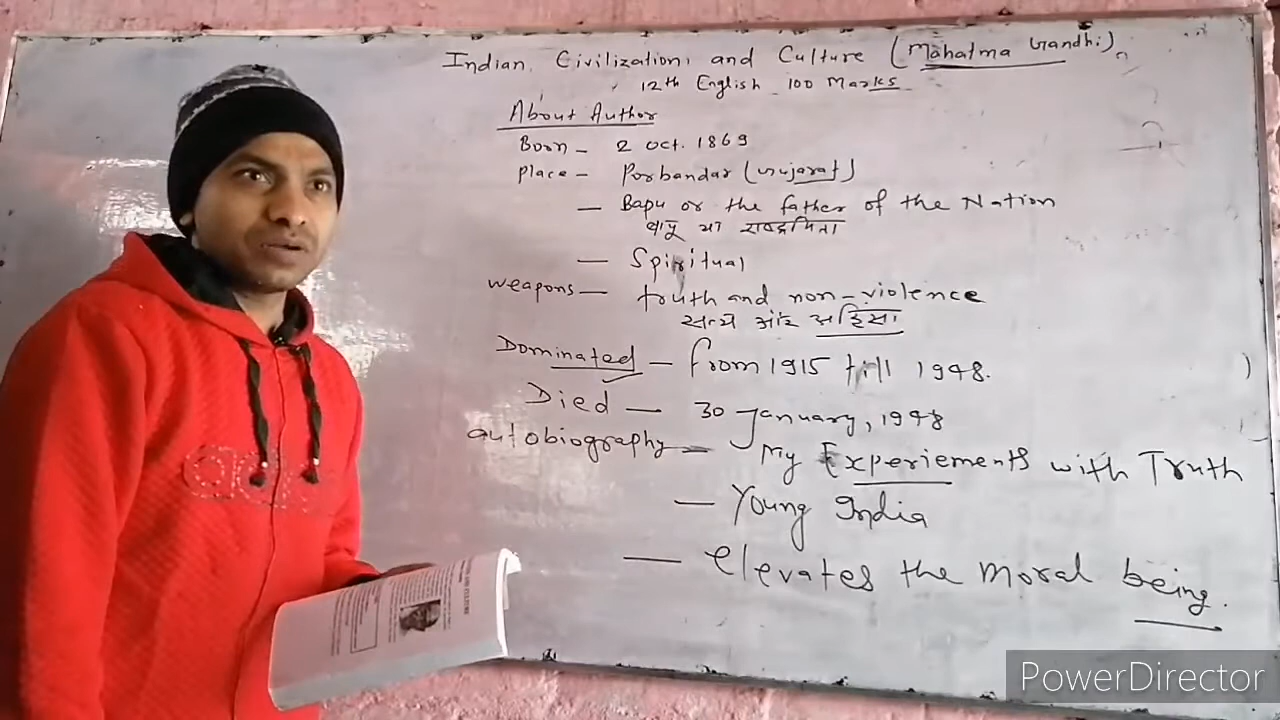 Indian Civilization and Culture (Mahatma Gandhi)
12th English 100 Marks
About Author
Born - 2 Oct. 1869
Place - Porbandar (Gujarat)
- Bapu or the father of the Nation
बापू या राष्ट्रपिता
- Spiritual
weapons - truth and non-violence
सत्य और अहिंसा
Dominated - from 1915 till 1948.
Died - 30 January, 1948
autobiography - My Experiements with Truth
- Young India
- elevates the moral being.
PowerDirector